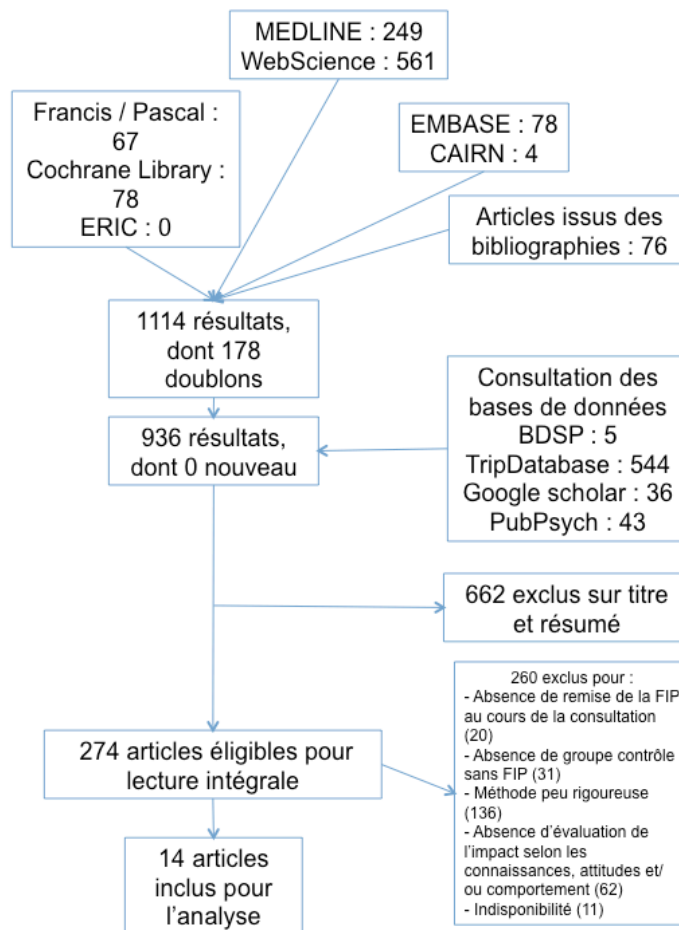 MEDLINE : 249
WebScience : 561
Francis / Pascal :
67
Cochrane Library :
78
ERIC : 0
EMBASE : 78
CAIRN : 4
Articles issus des
bibliographies : 76
1114 résultats,
dont 178
doublons
936 résultats,
dont 0 nouveau
Consultation des
bases de données
BDSP : 5
TripDatabase : 544
Google scholar : 36
PubPsych : 43
662 exclus sur titre
et résumé
274 articles éligibles pour
lecture intégrale
260 exclus pour :
- Absence de remise de la FIP
au cours de la consultation
(20)
- Absence de groupe contrôle
sans FIP (31)
- Méthode peu rigoureuse
(136)
- Absence d’évaluation de
l’impact selon les
connaissances, attitudes et/
ou comportement (62)
- Indisponibilité (11)
14 articles
inclus pour
l’analyse